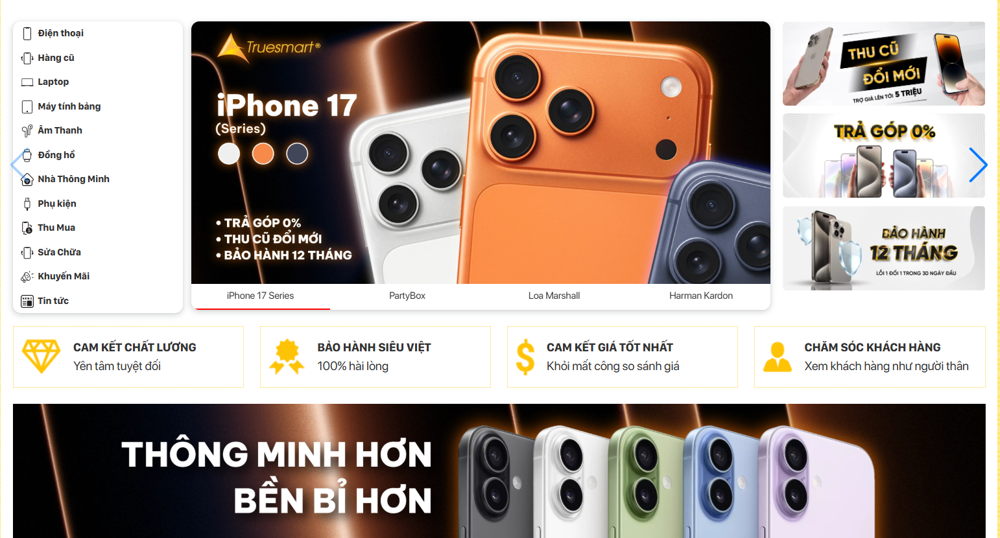 Điện thoại
Hàng cũ
Laptop
Máy tính bảng
Âm Thanh
Đồng hồ
Nhà Thông Minh
Phụ kiện
Thu Mua
Sửa Chữa
Khuyến Mãi
NEWS
Tin tức
Truesmart®
iPhone 17
(Series)
• TRẢ GÓP 0%
• THU CŨ ĐỔI MỚI
• BẢO HÀNH 12 THÁNG
iPhone 17 Series
PartyBox
Loa Marshall
Harman Kardon
THU CŨ
ĐỔI MỚI
TRỢ GIÁ LÊN TỚI 5 TRIỆU
TRẢ GÓP 0%
BẢO HÀNH
12 THÁNG
LỖI 1 ĐỔI 1 TRONG 30 NGÀY ĐẦU
CAM KẾT CHẤT LƯỢNG
Yên tâm tuyệt đối
BẢO HÀNH SIÊU VIỆT
100% hài lòng
CAM KẾT GIÁ TỐT NHẤT
Khỏi mất công so sánh giá
CHĂM SÓC KHÁCH HÀNG
Xem khách hàng như người thân
THÔNG MINH HƠN
BỀN BỈ HƠN